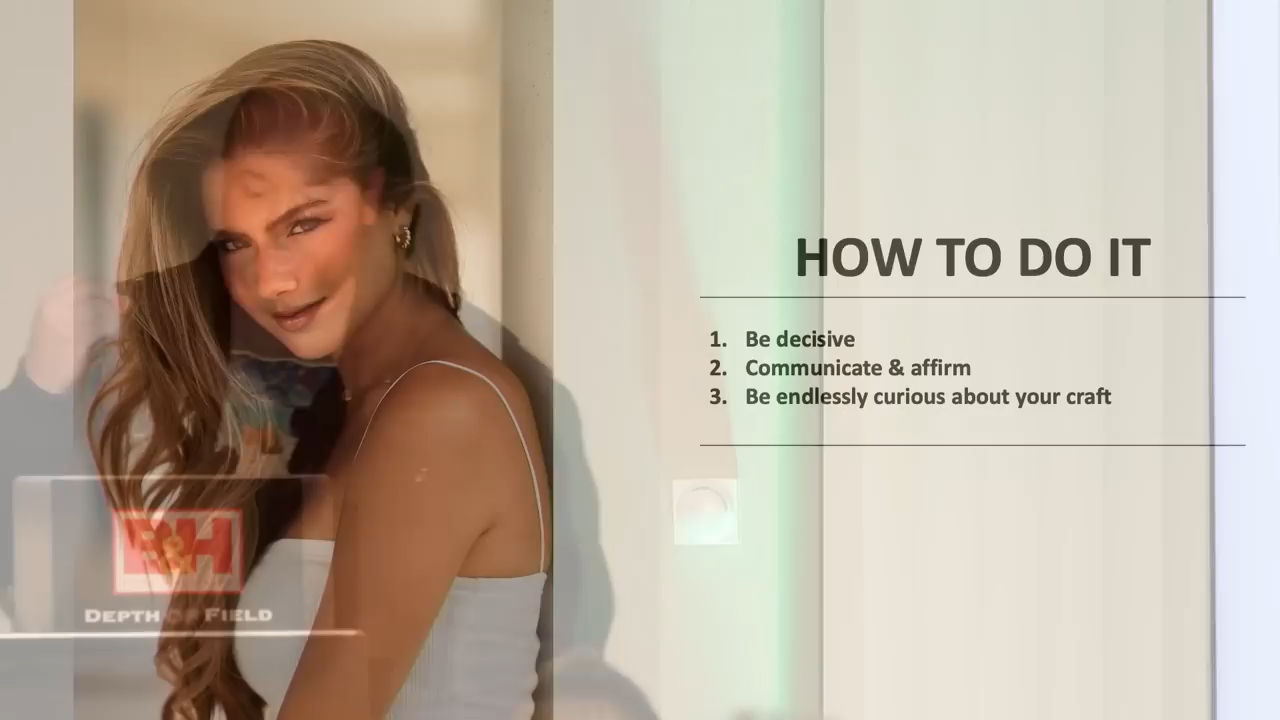 HOW TO DO IT
1. Be decisive
2. Communicate & affirm
3. Be endlessly curious about your craft
B&H
DEPTH OF FIELD